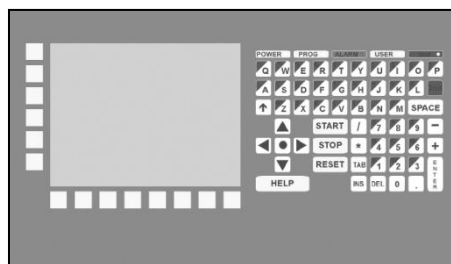 POWER PROG ALARM USER
Q W E R T Y U I O P
A S D F G H J K L
Z X C V B N M SPACE
START / 7 8 9 −
STOP * 4 5 6 +
RESET TAB 1 2 3 ENTER
HELP INS DEL 0 .